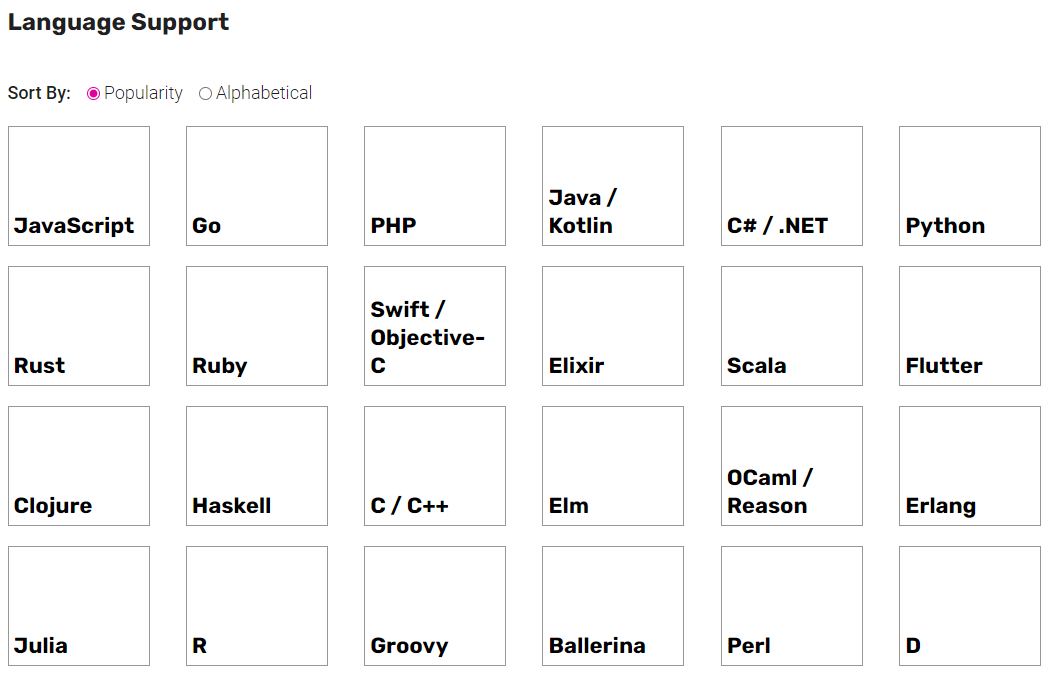 Language Support
Sort By: Popularity Alphabetical
JavaScript
Go
PHP
Java /
Kotlin
C# / .NET
Python
Rust
Ruby
Swift /
Objective-
C
Elixir
Scala
Flutter
Clojure
Haskell
C / C++
Elm
OCaml /
Reason
Erlang
Julia
R
Groovy
Ballerina
Perl
D